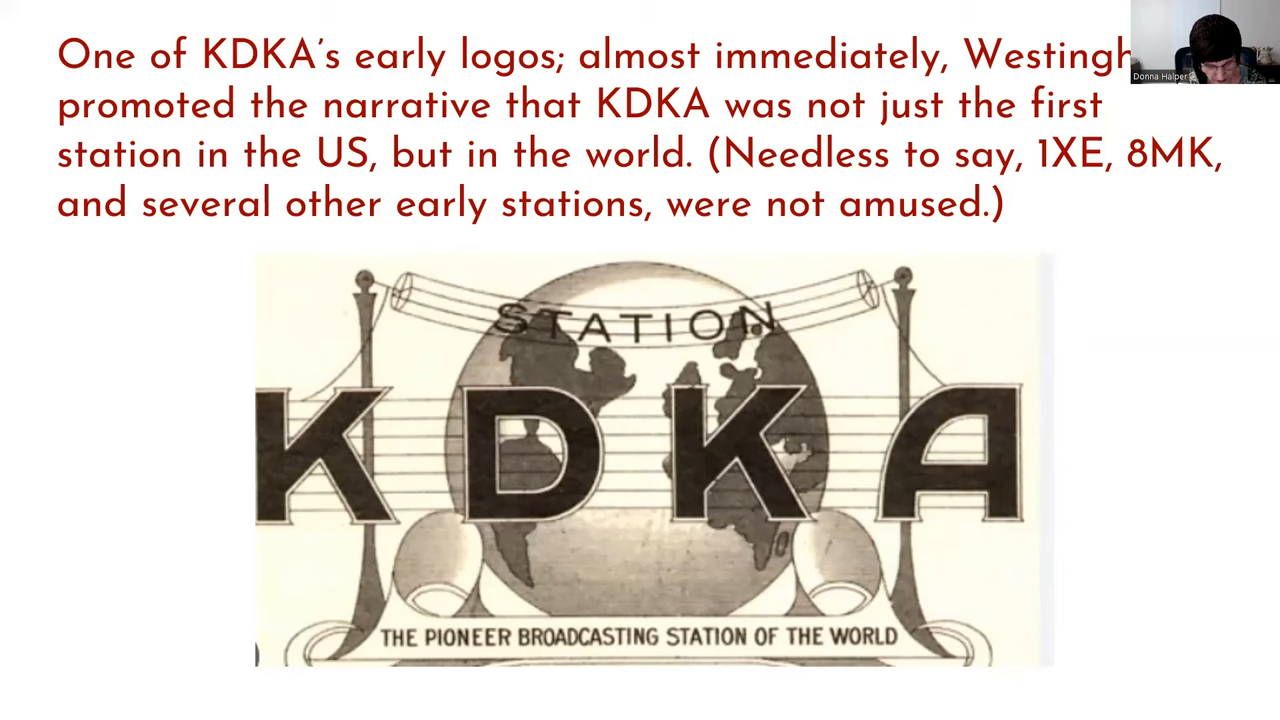 One of KDKA's early logos; almost immediately, Westingh
promoted the narrative that KDKA was not just the first
station in the US, but in the world. (Needless to say, 1XE, 8MK,
and several other early stations, were not amused.)
Donna Halper
STATION
KDKA
THE PIONEER BROADCASTING STATION OF THE WORLD